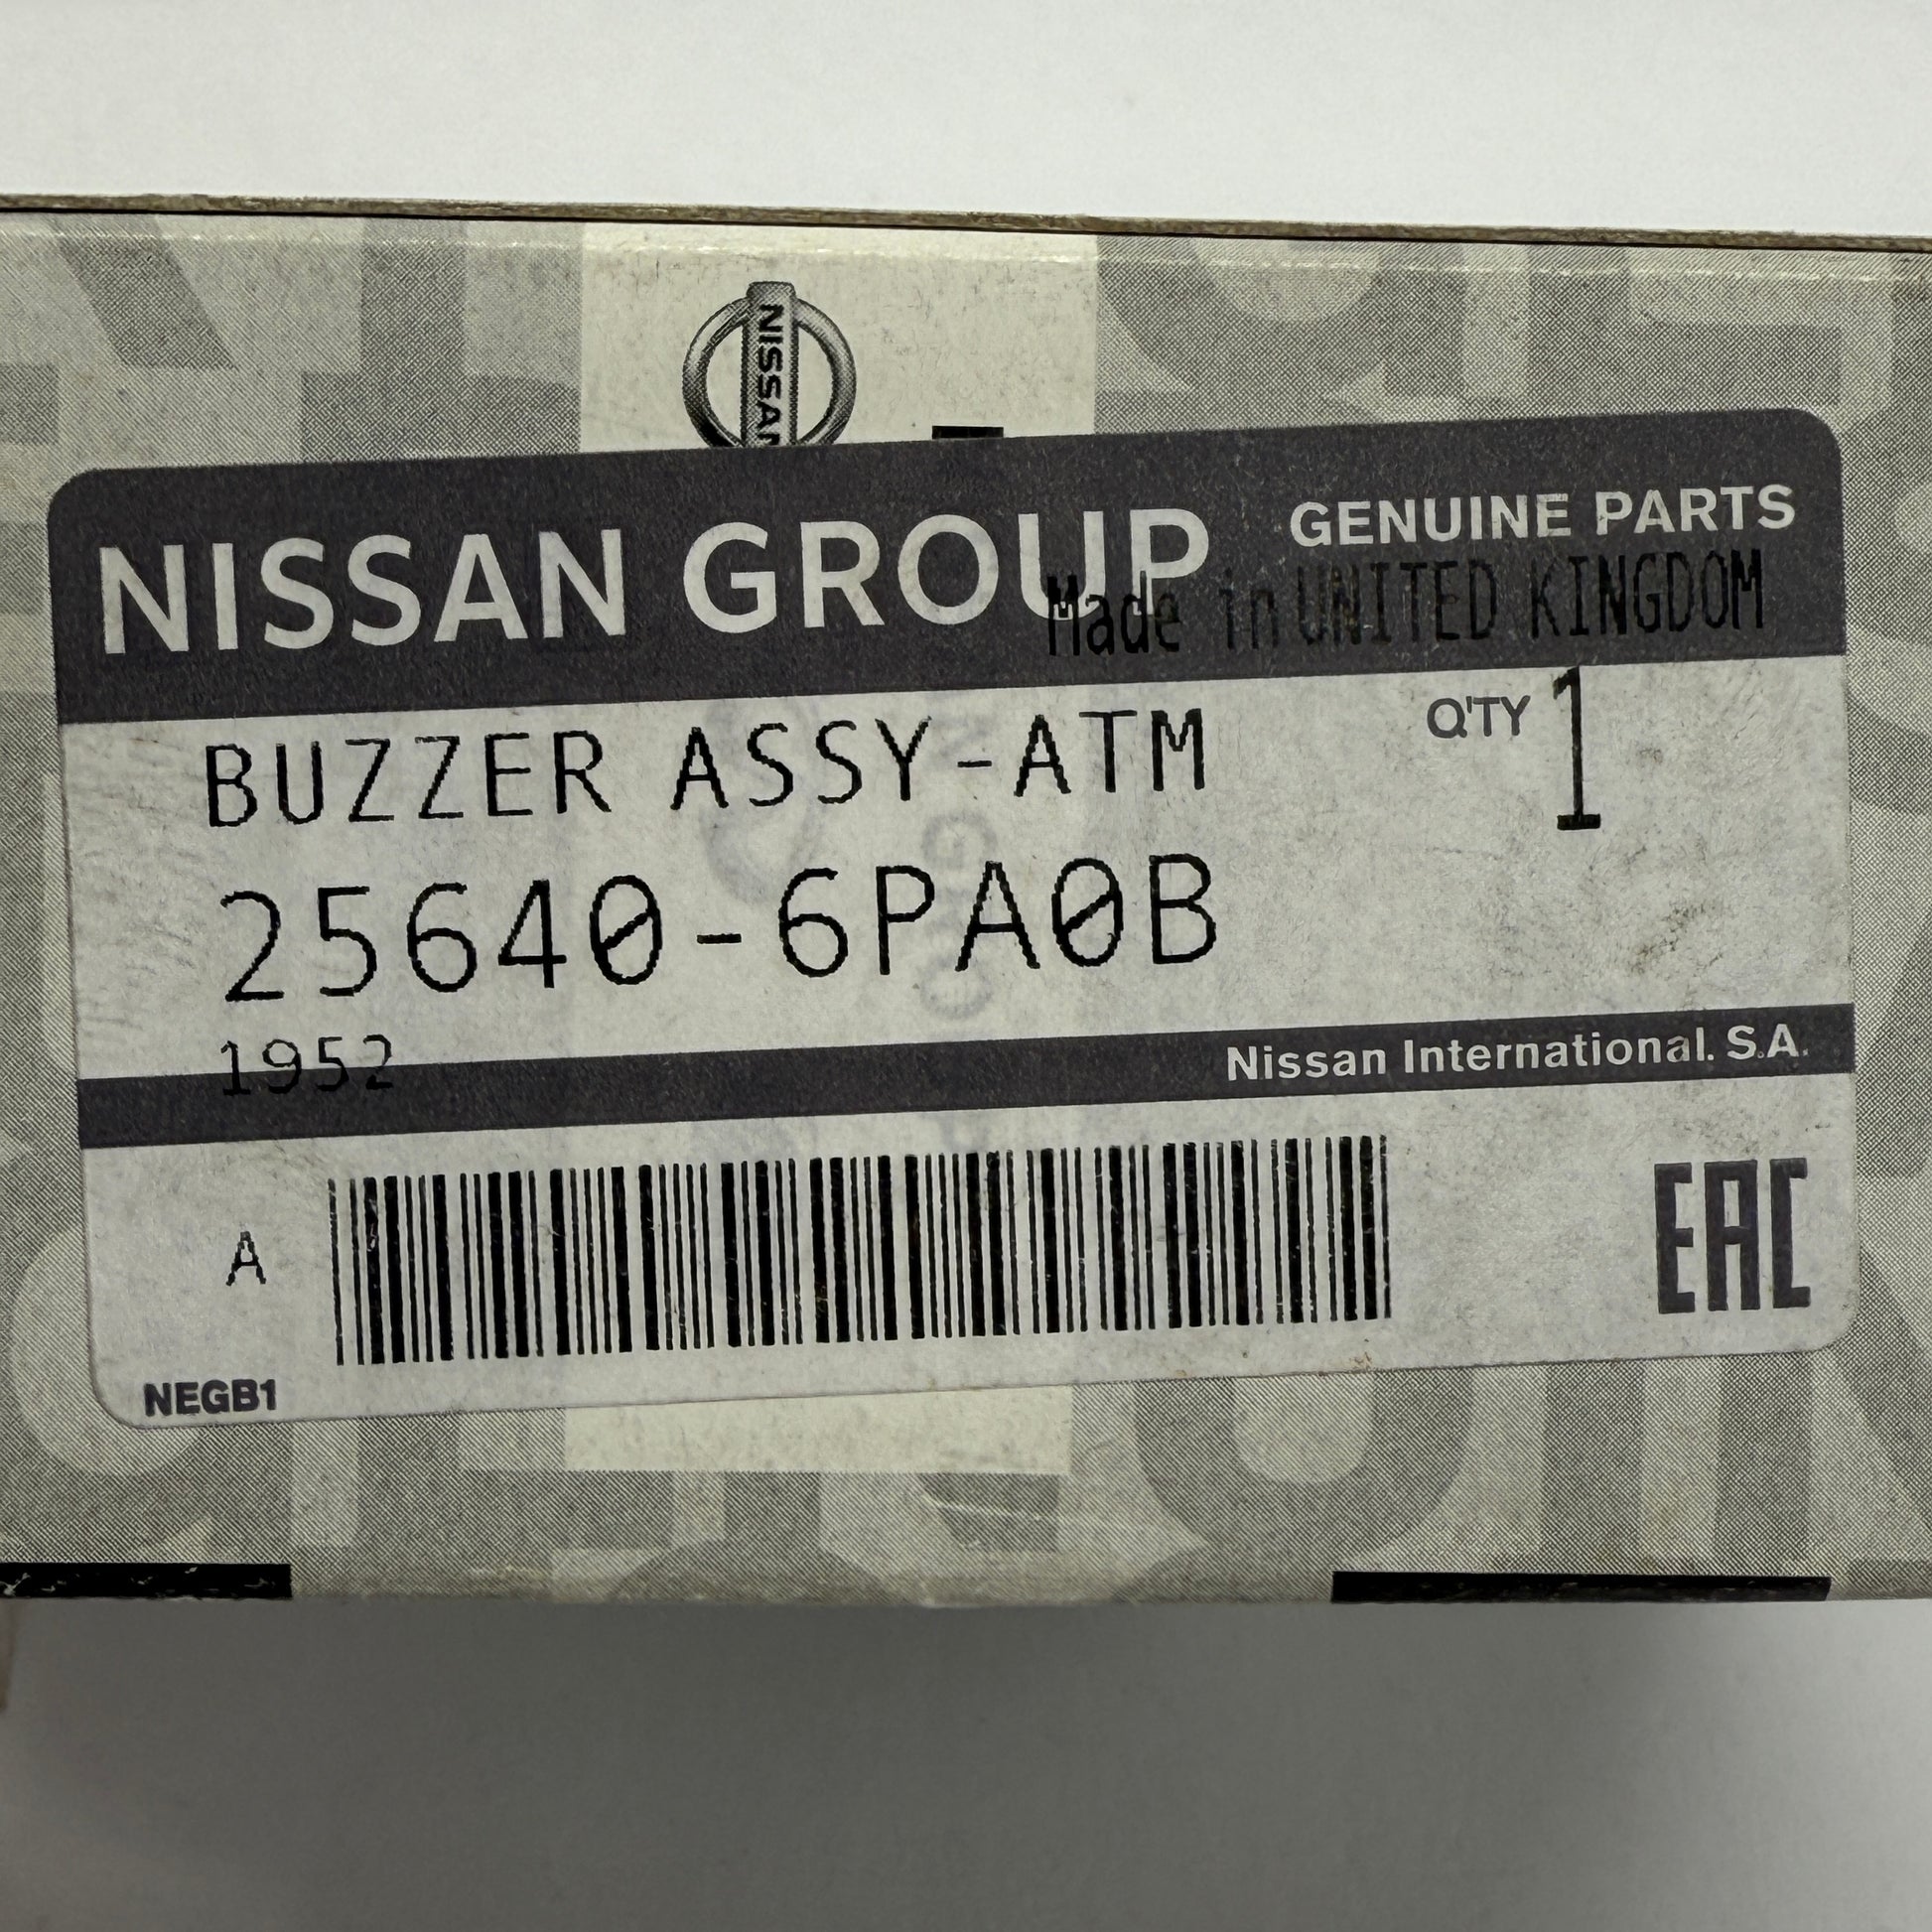 NISSAN
NISSAN GROUP
GENUINE PARTS
Made in UNITED KINGDOM
BUZZER ASSY-ATM
Q'TY 1
25640-6PA0B
1952
Nissan International. S.A.
A
EAC
NEGB1